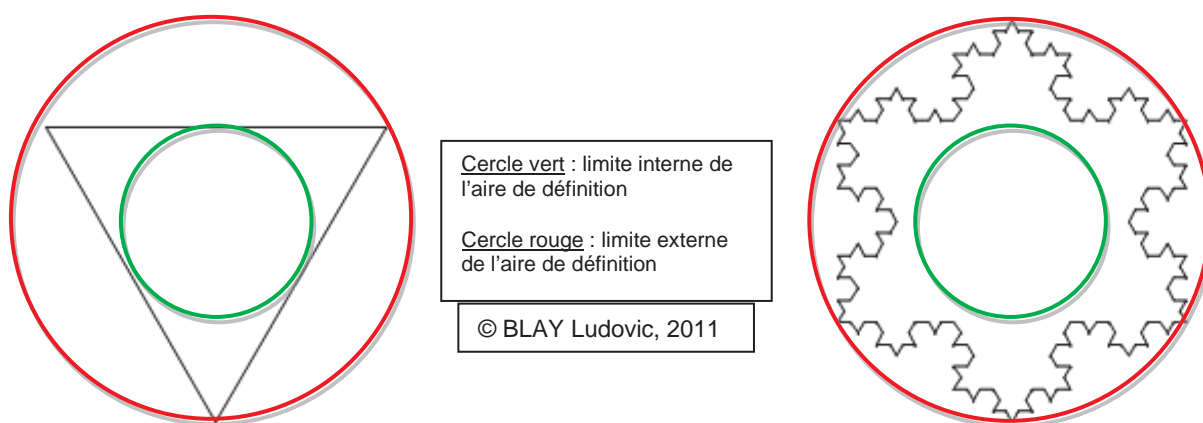 Cercle vert : limite interne de
l’aire de définition
Cercle rouge : limite externe
de l’aire de définition
© BLAY Ludovic, 2011